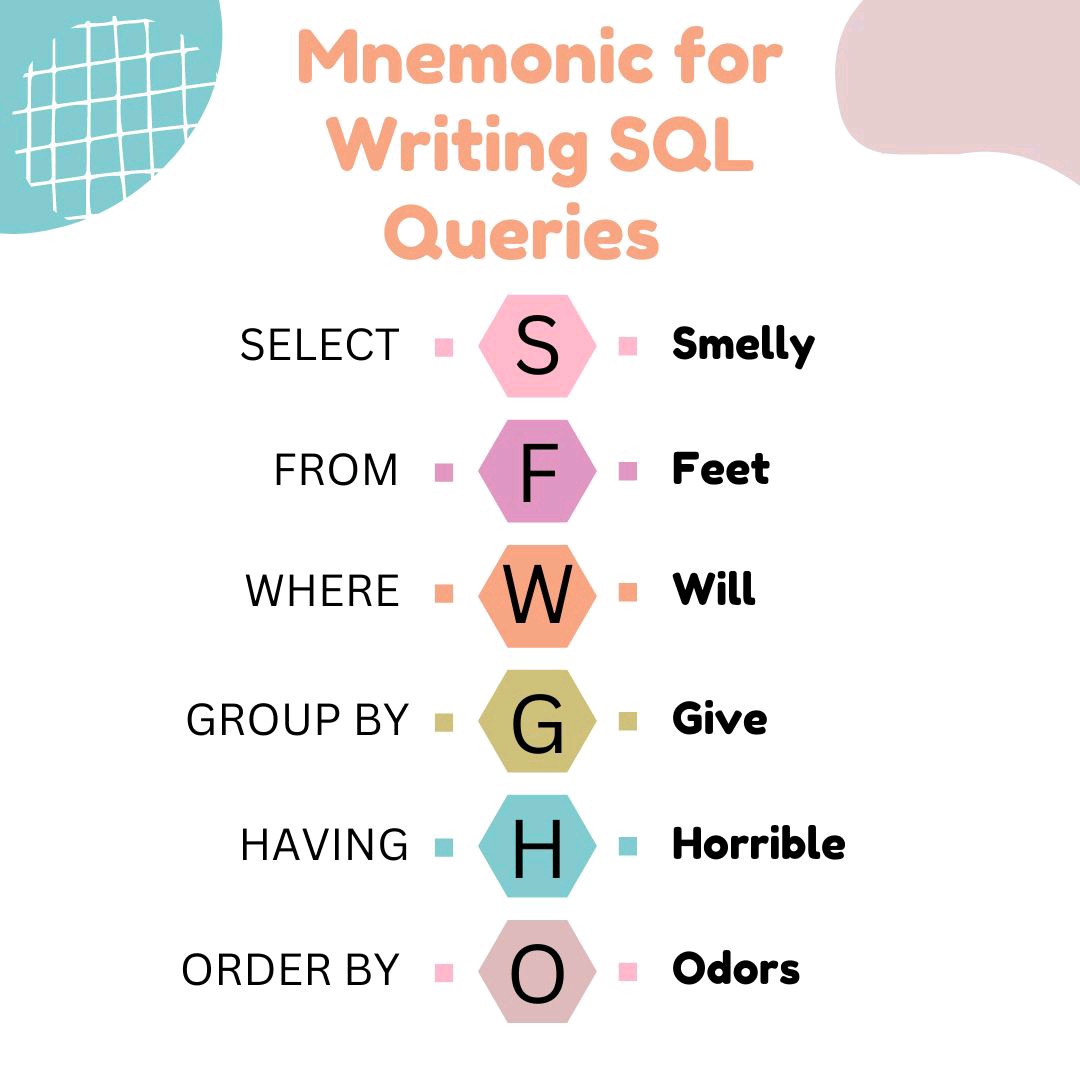 Mnemonic for
Writing SQL
Queries
SELECT S Smelly
FROM F Feet
WHERE W Will
GROUP BY G Give
HAVING H Horrible
ORDER BY O Odors